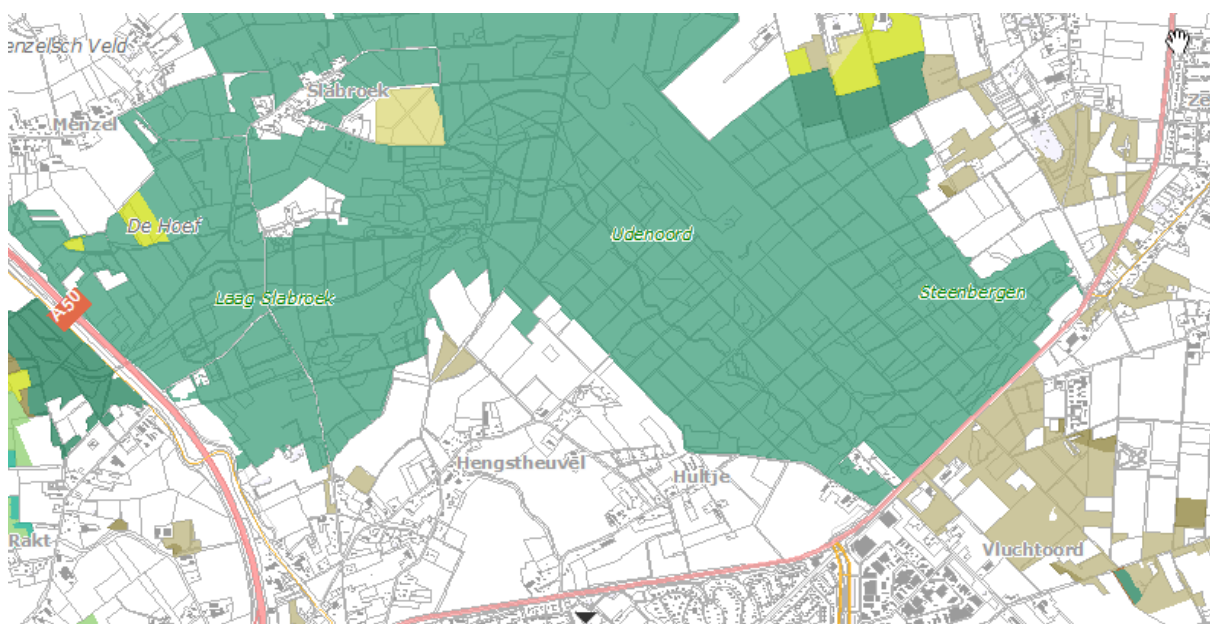 enzelsch Veld
Slabroek
Menzel
De Hoef
Udenoord
Laag Slabroek
Steenbergen
A50
Hengstheuvel
Hultje
Rakt
Vluchtoord